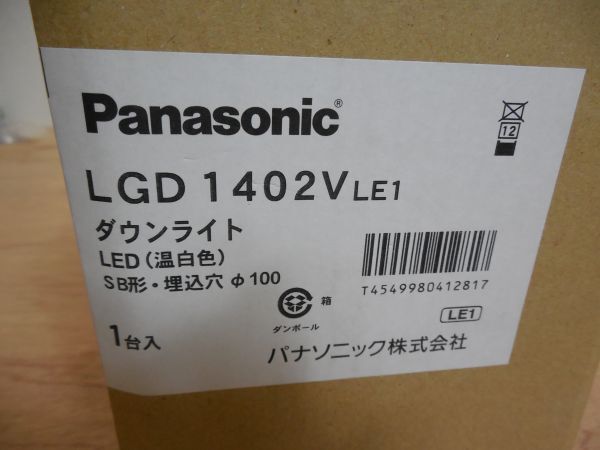 Panasonic®
LGD 1402V LE1
ダウンライト
LED(温白色)
SB形・埋込穴 φ100
1台入
箱
ダンボール
12
T4549980412817
LE1
パナソニック株式会社